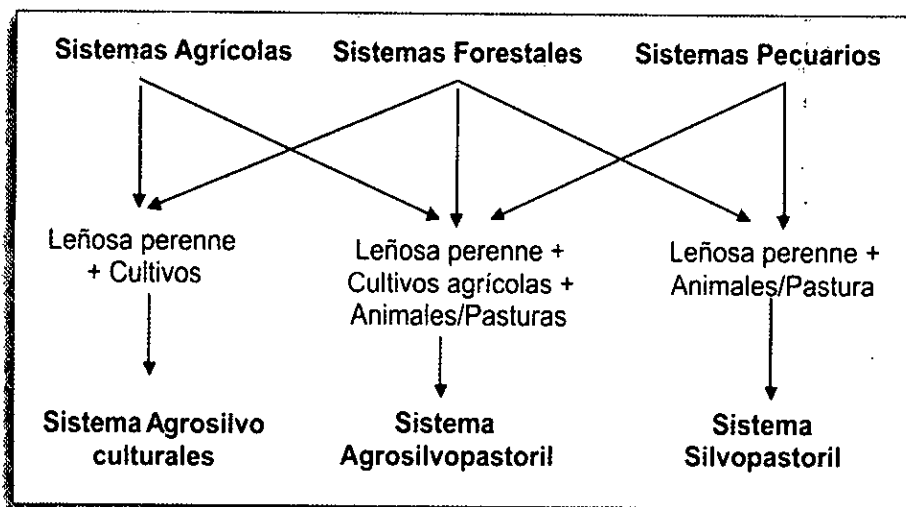 Sistemas Agrícolas
Sistemas Forestales
Sistemas Pecuarios
Leñosa perenne
+ Cultivos
Leñosa perenne +
Cultivos agrícolas +
Animales/Pasturas
Leñosa perenne +
Animales/Pastura
Sistema Agrosilvo
culturales
Sistema
Agrosilvopastoril
Sistema
Silvopastoril